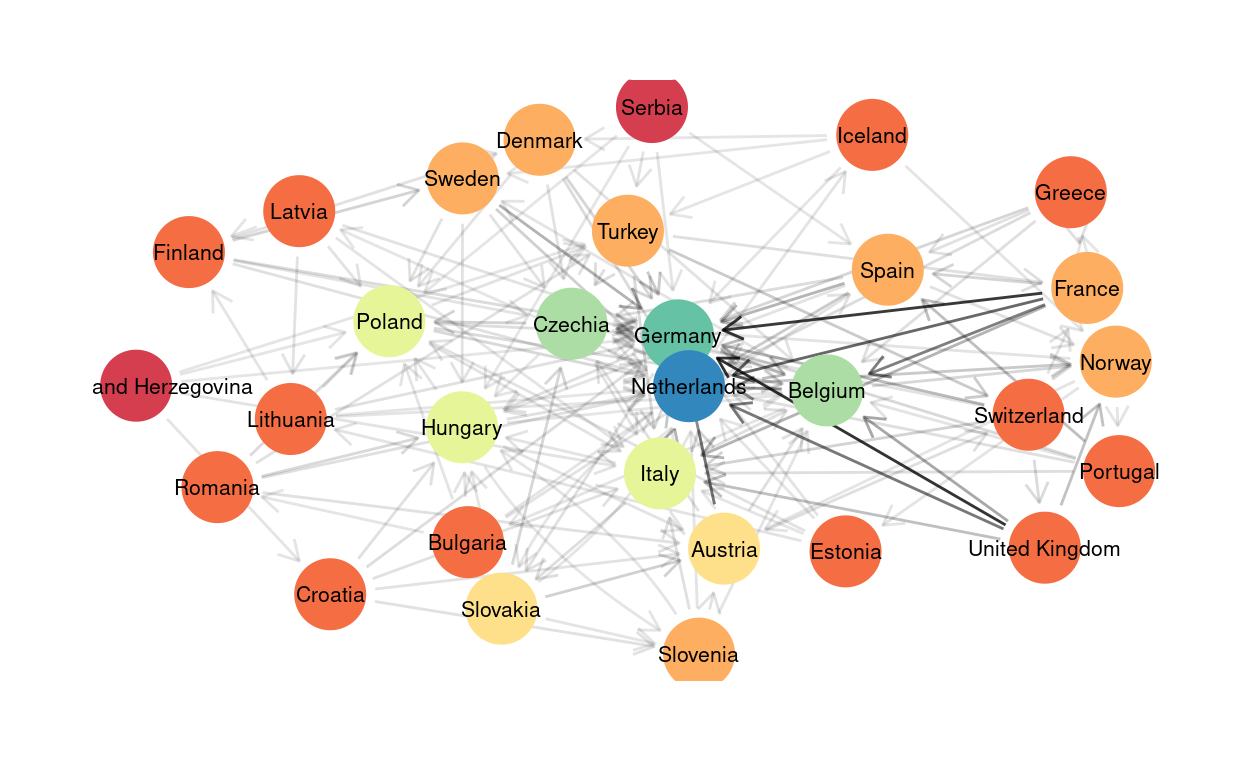 Serbia
Iceland
Denmark
Sweden
Greece
Latvia
Turkey
Finland
Spain
France
Poland
Czechia
Germany
Norway
and Herzegovina
Netherlands
Belgium
Lithuania
Hungary
Switzerland
Italy
Portugal
Romania
Bulgaria
Austria
Estonia
United Kingdom
Croatia
Slovakia
Slovenia